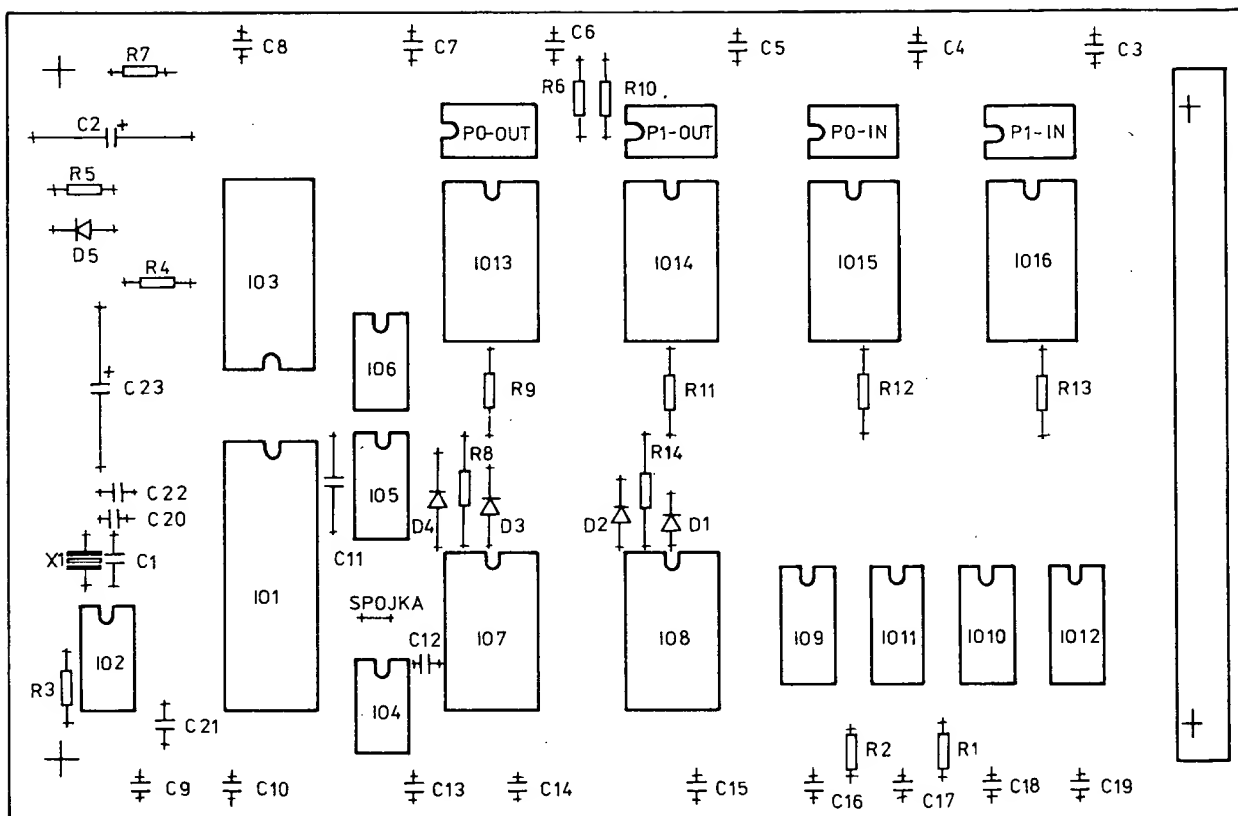 C8
C7
C6
C5
C4
C3
R7
R6
R10
C2
P0-OUT
P1-OUT
P0-IN
P1-IN
R5
D5
R4
IO3
IO13
IO14
IO15
IO16
IO6
C23
R9
R11
R12
R13
R8
R14
C22
C20
IO5
D4
D3
D2
D1
X1
C1
C11
IO1
SPOJKA
IO2
C12
IO7
IO8
IO9
IO11
IO10
IO12
R3
IO4
C21
R2
R1
C9
C10
C13
C14
C15
C16
C17
C18
C19